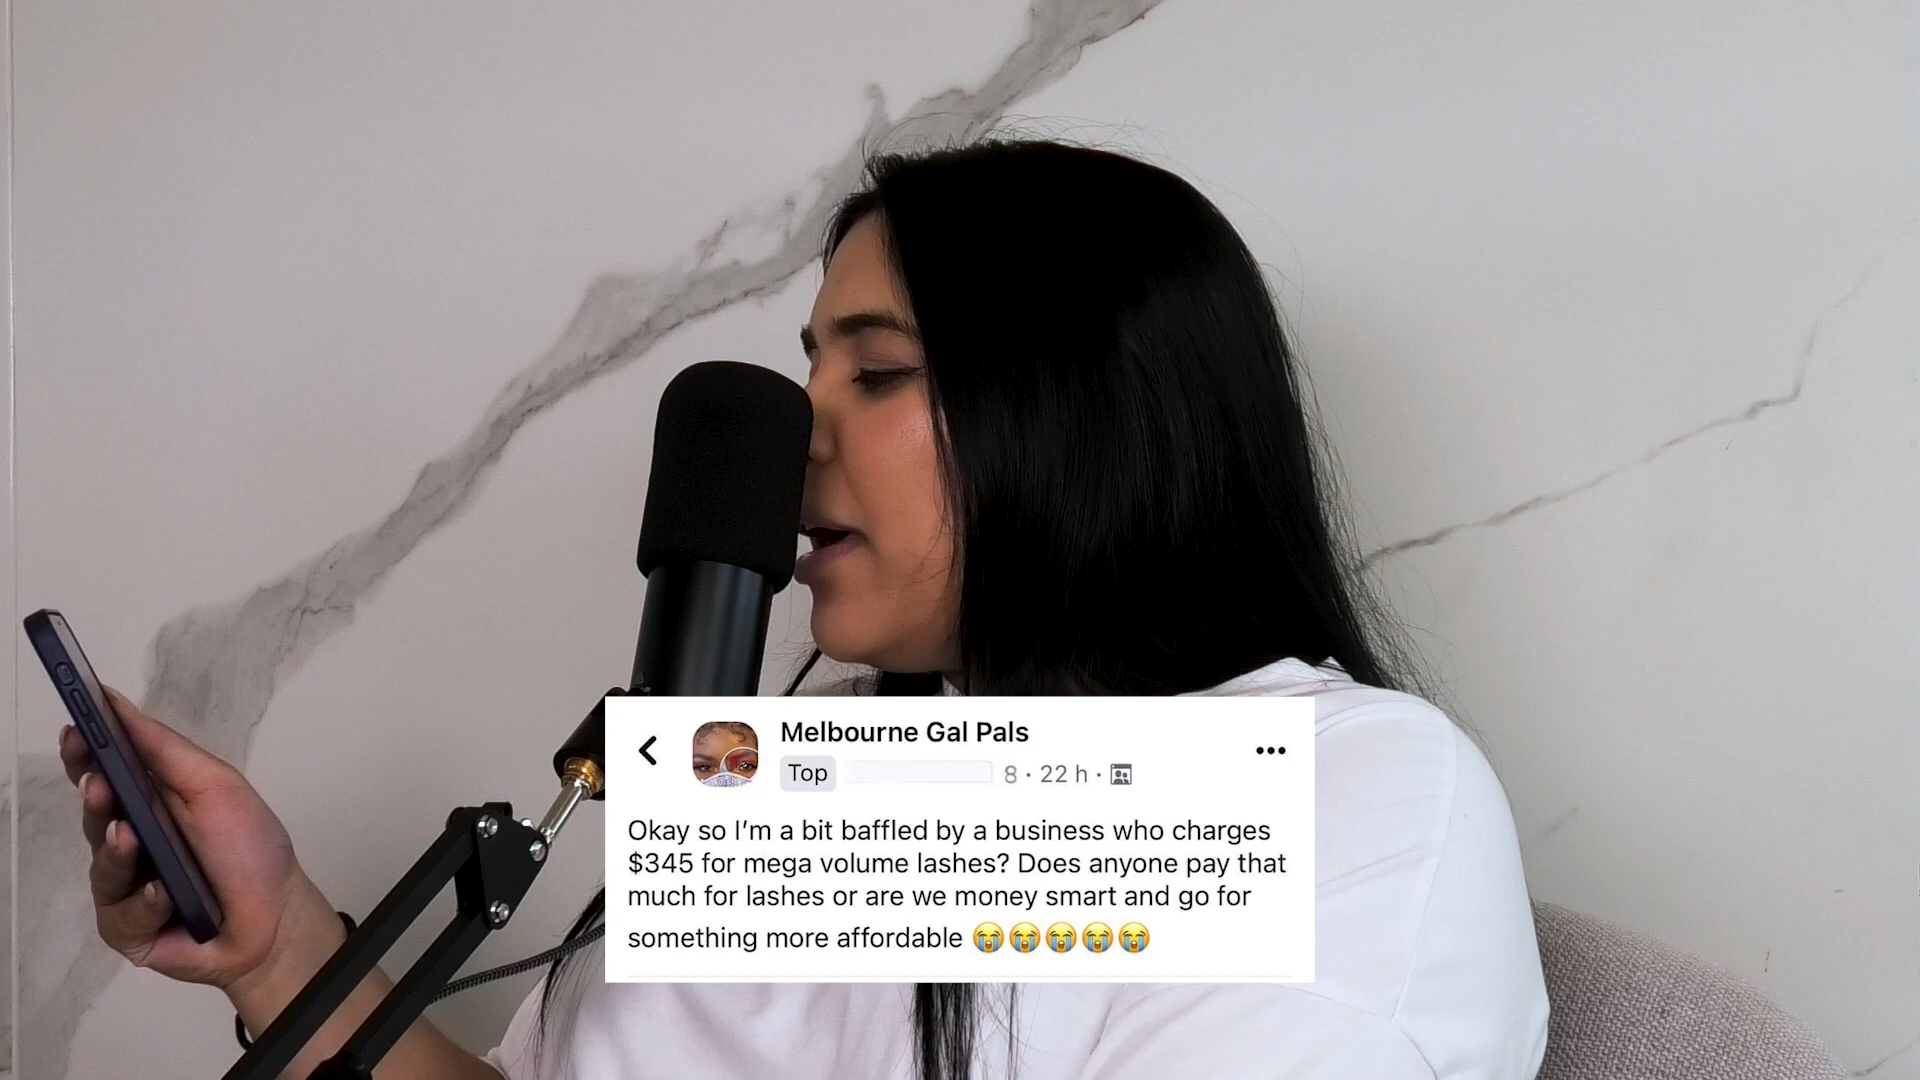 Melbourne Gal Pals
Top 8 · 22 h ·
Okay so I’m a bit baffled by a business who charges
$345 for mega volume lashes? Does anyone pay that
much for lashes or are we money smart and go for
something more affordable 😭😭😭😭😭